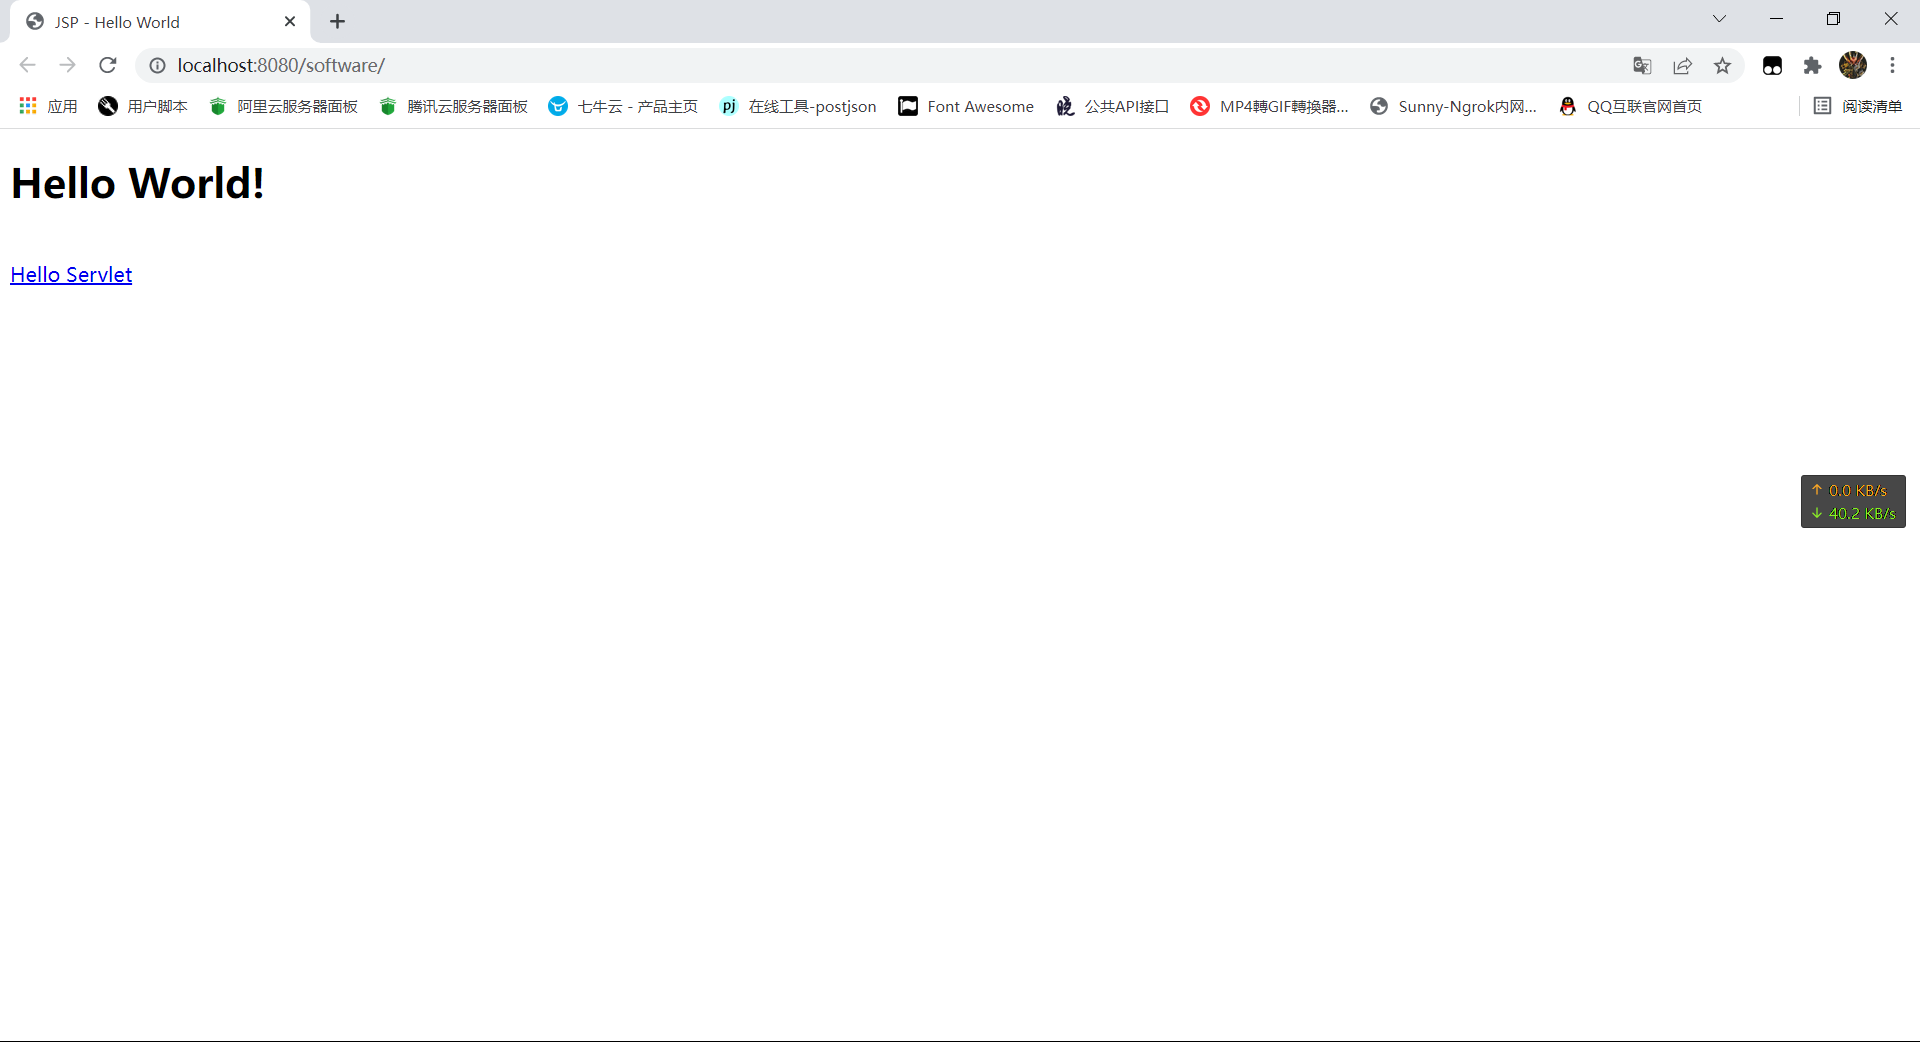 JSP - Hello World
localhost:8080/software/
应用 用户脚本 阿里云服务器面板 腾讯云服务器面板 七牛云 - 产品主页 pj 在线工具-postjson Font Awesome 公共API接口 MP4轉GIF轉換器... Sunny-Ngrok内网... QQ互联官网首页 阅读清单
Hello World!
Hello Servlet
↑ 0.0 KB/s
↓ 40.2 KB/s